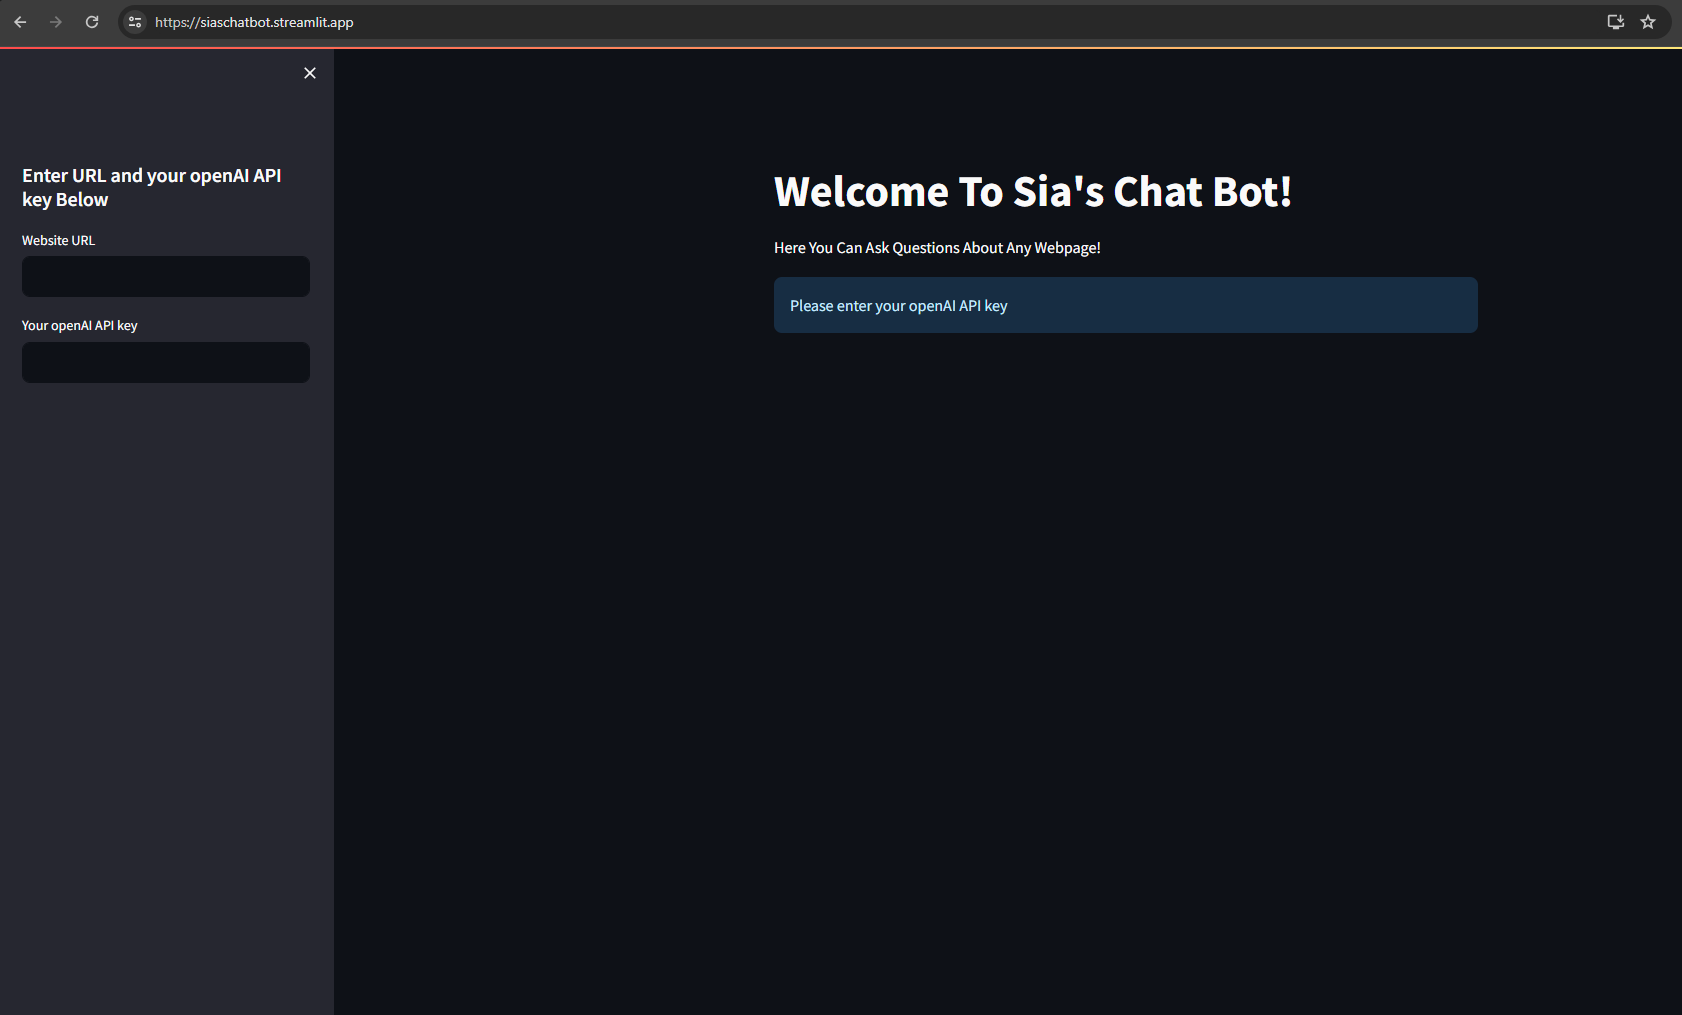 https://siaschatbot.streamlit.app
Enter URL and your openAI API
key Below
Website URL
Your openAI API key
Welcome To Sia's Chat Bot!
Here You Can Ask Questions About Any Webpage!
Please enter your openAI API key